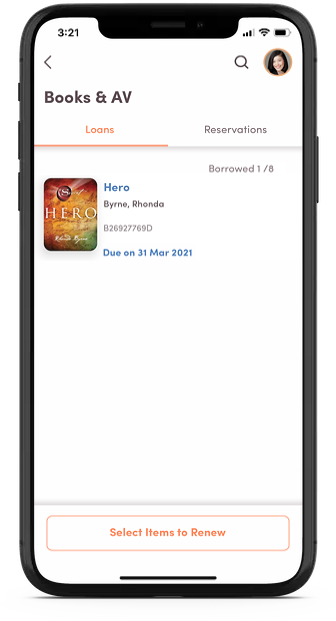 3:21
Books & AV
Loans
Reservations
Borrowed 1 /8
Hero
Byrne, Rhonda
B26927769D
Due on 31 Mar 2021
HERO
Rhonda Byrne
Select Items to Renew